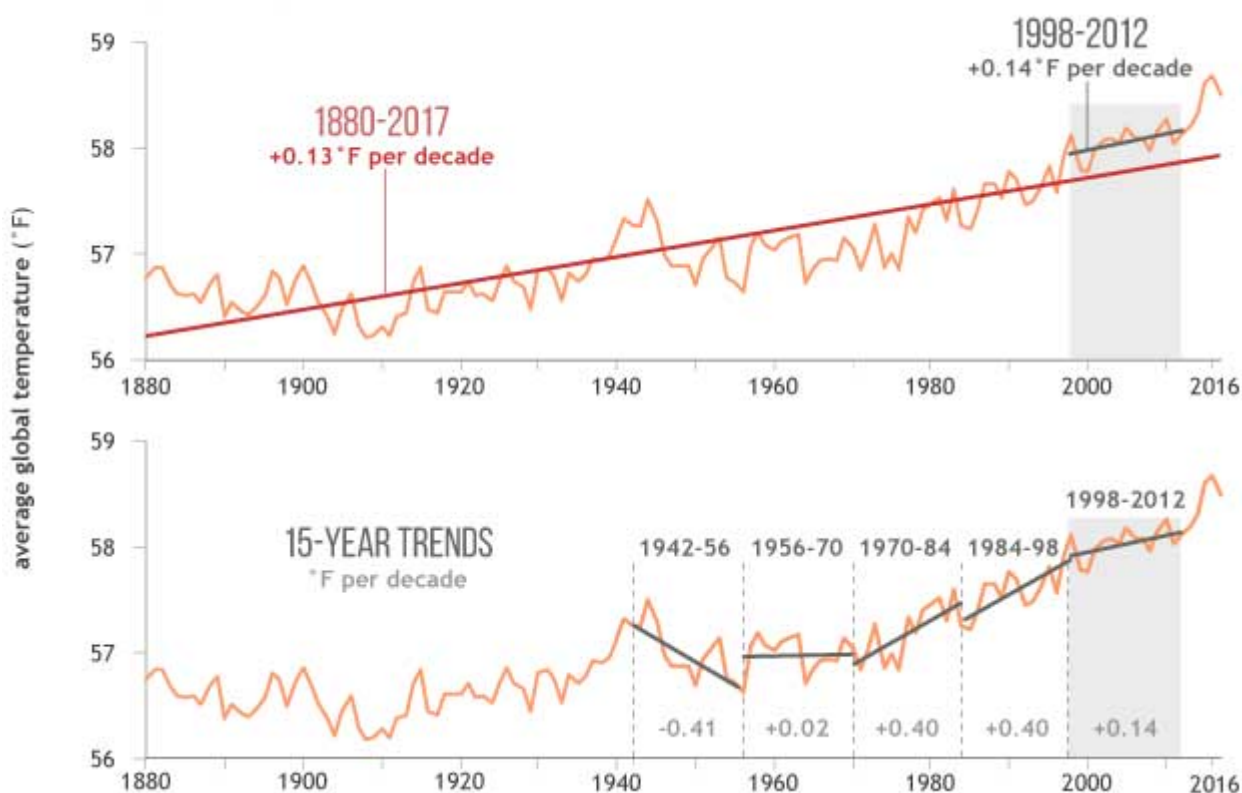 59
58
57
56
1998-2012
+0.14˚F per decade
1880-2017
+0.13˚F per decade
1880 1900 1920 1940 1960 1980 2000 2016
average global temperature (˚F)
59
58
57
56
15-YEAR TRENDS
˚F per decade
1942-56 1956-70 1970-84 1984-98 1998-2012
-0.41 +0.02 +0.40 +0.40 +0.14
1880 1900 1920 1940 1960 1980 2000 2016